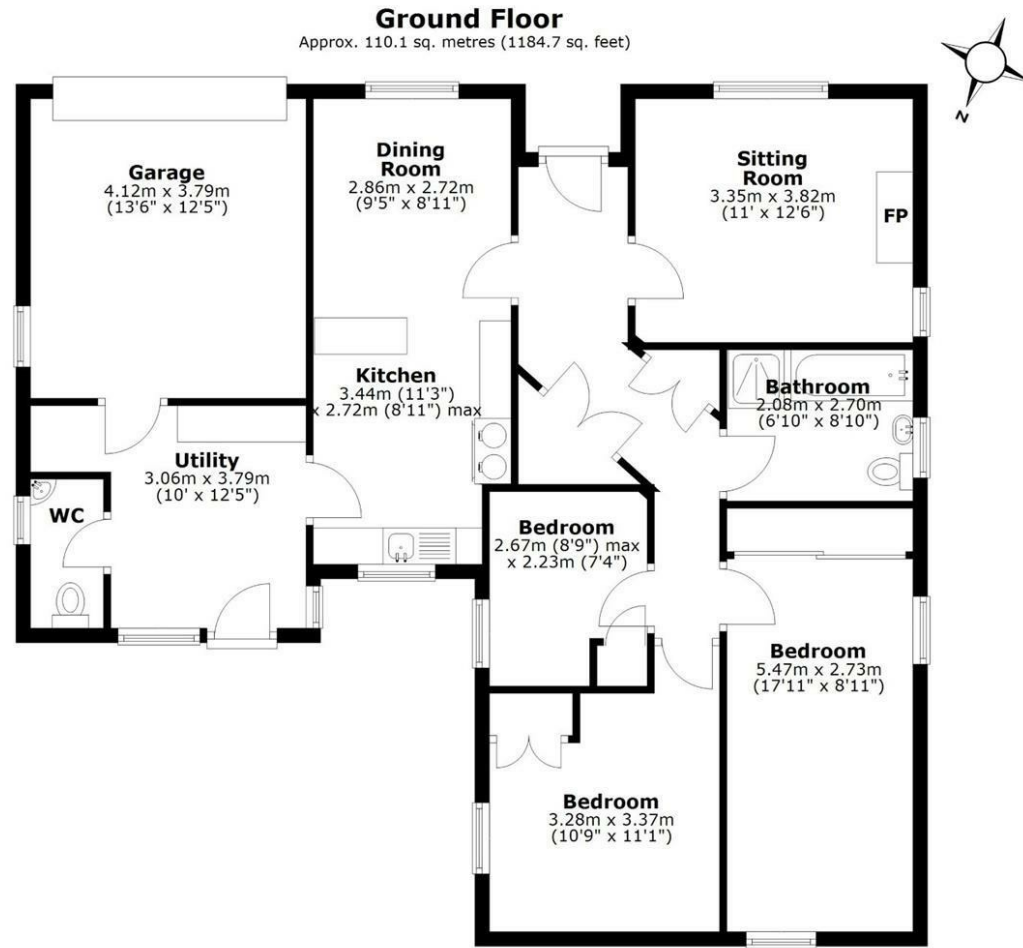 Ground Floor
Approx. 110.1 sq. metres (1184.7 sq. feet)
N
Garage
4.12m x 3.79m
(13'6" x 12'5")
Dining
Room
2.86m x 2.72m
(9'5" x 8'11")
Sitting
Room
3.35m x 3.82m
(11' x 12'6")
FP
Kitchen
3.44m (11'3")
x 2.72m (8'11") max
Bathroom
2.08m x 2.70m
(6'10" x 8'10")
Utility
3.06m x 3.79m
(10' x 12'5")
WC
Bedroom
2.67m (8'9") max
x 2.23m (7'4")
Bedroom
5.47m x 2.73m
(17'11" x 8'11")
Bedroom
3.28m x 3.37m
(10'9" x 11'1")